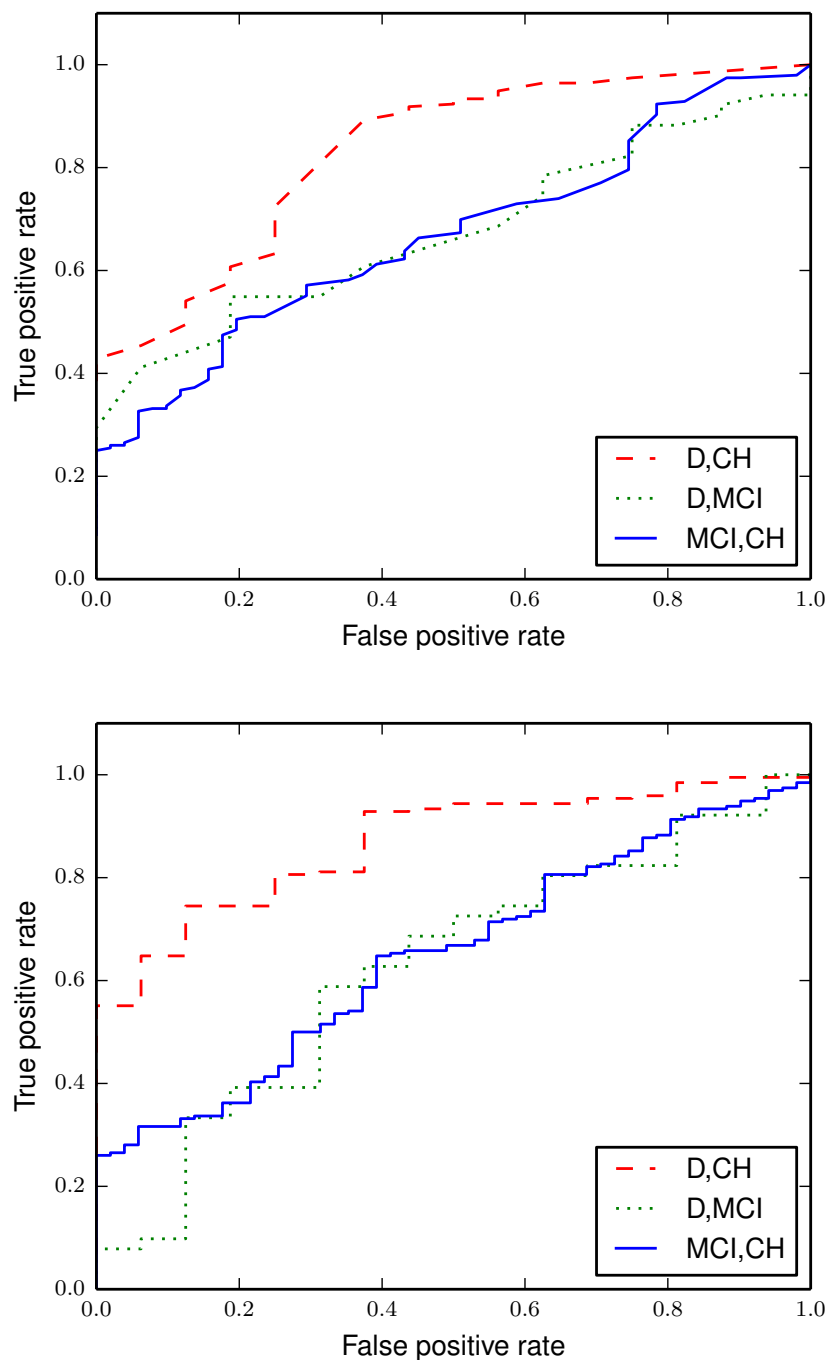 1.0
0.8
0.6
0.4
0.2
0.0
True positive rate
D,CH
D,MCI
MCI,CH
0.0 0.2 0.4 0.6 0.8 1.0
False positive rate
1.0
0.8
0.6
0.4
0.2
0.0
True positive rate
D,CH
D,MCI
MCI,CH
0.0 0.2 0.4 0.6 0.8 1.0
False positive rate